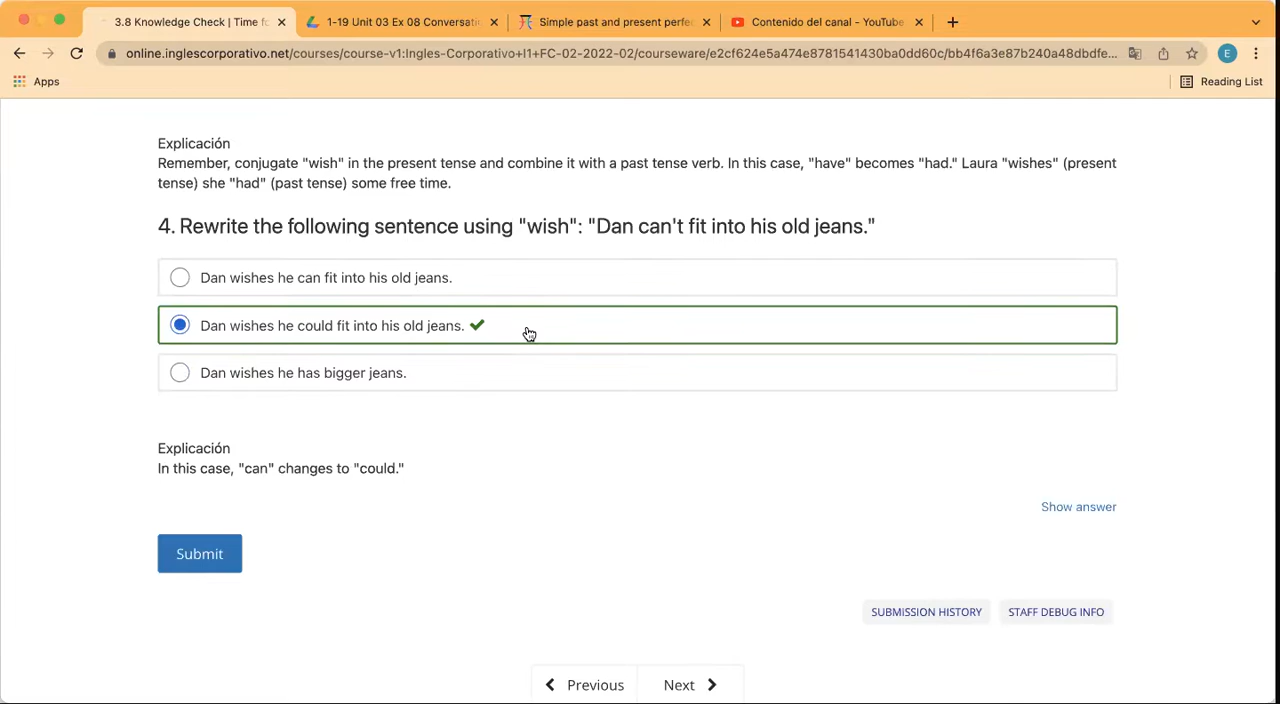 3.8 Knowledge Check | Time fo
1-19 Unit 03 Ex 08 Conversati
Simple past and present perfe
Contenido del canal - YouTube
online.inglescorporativo.net/courses/course-v1:Ingles-Corporativo+I1+FC-02-2022-02/courseware/e2cf624e5a474e8781541430ba0dd60c/bb4f6a3e87b240a48dbdfe...
E
Apps
Reading List
Explicación
Remember, conjugate "wish" in the present tense and combine it with a past tense verb. In this case, "have" becomes "had." Laura "wishes" (present
tense) she "had" (past tense) some free time.
4. Rewrite the following sentence using "wish": "Dan can't fit into his old jeans."
Dan wishes he can fit into his old jeans.
Dan wishes he could fit into his old jeans.
Dan wishes he has bigger jeans.
Explicación
In this case, "can" changes to "could."
Show answer
Submit
SUBMISSION HISTORY
STAFF DEBUG INFO
Previous
Next